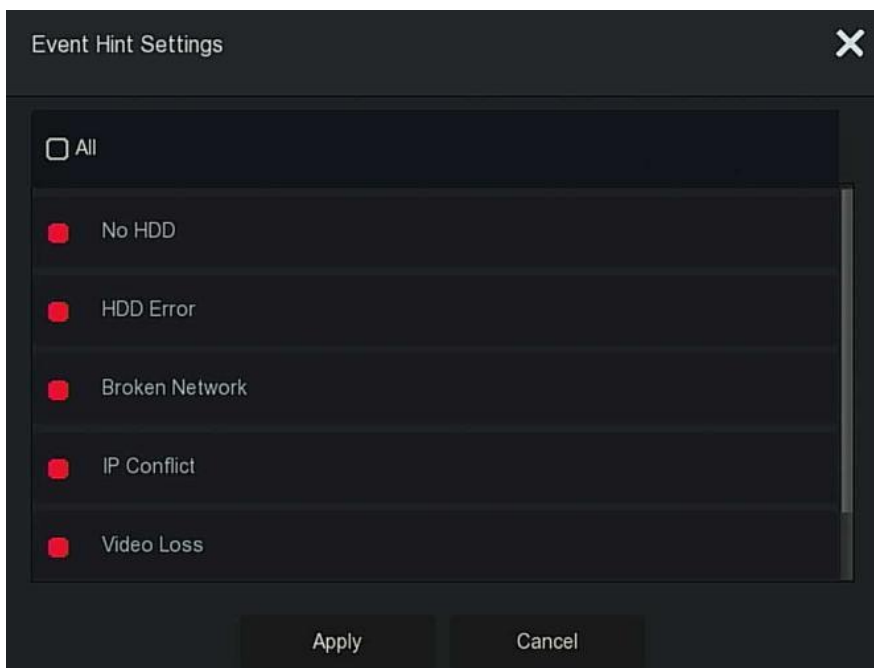 Event Hint Settings
All
No HDD
HDD Error
Broken Network
IP Conflict
Video Loss
Apply
Cancel